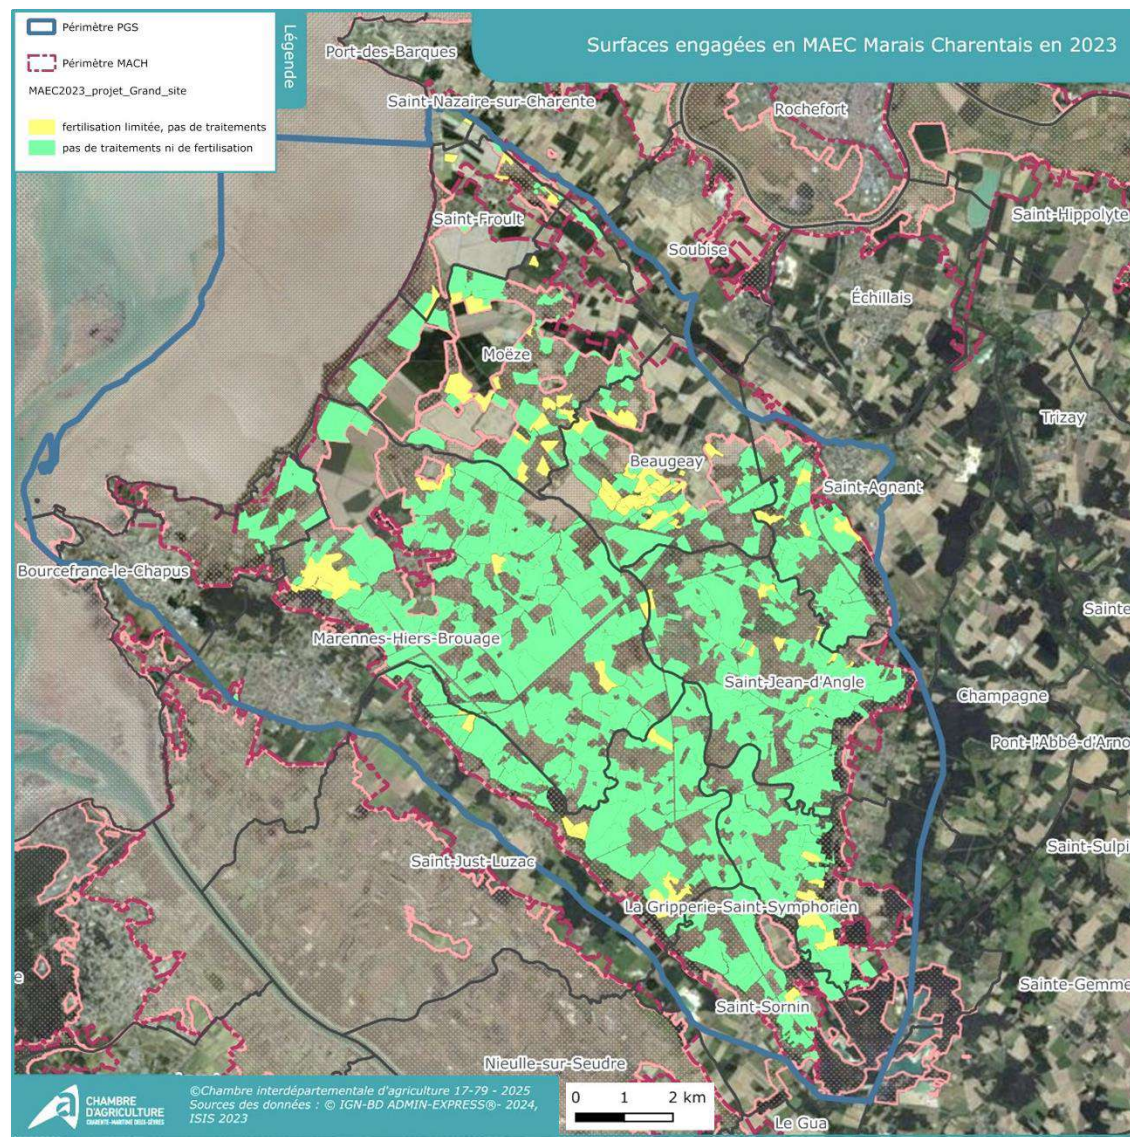 Légende
Périmètre PGS
Périmètre MACH
MAEC2023_projet_Grand_site
fertilisation limitée, pas de traitements
pas de traitements ni de fertilisation
Surfaces engagées en MAEC Marais Charentais en 2023
Port-des-Barques
Saint-Nazaire-sur-Charente
Rochefort
Saint-Hippolyte
Saint-Froult
Soubise
Échillais
Moëze
Trizay
Beaugeay
Saint-Agnant
Bourcefranc-le-Chapus
Sainte
Marennes-Hiers-Brouage
Saint-Jean-d'Angle
Champagne
Pont-l'Abbé-d'Arno
Saint-Just-Luzac
Saint-Sulpi
La Gripperie-Saint-Symphorien
e
Sainte-Gemme
Saint-Sornin
Nieulle-sur-Seudre
Le Gua
CHAMBRE
D'AGRICULTURE
CHARENTE-MARITIME DEUX-SÈVRES
©Chambre interdépartementale d'agriculture 17-79 - 2025
Sources des données : © IGN-BD ADMIN-EXPRESS®- 2024,
ISIS 2023
0 1 2 km